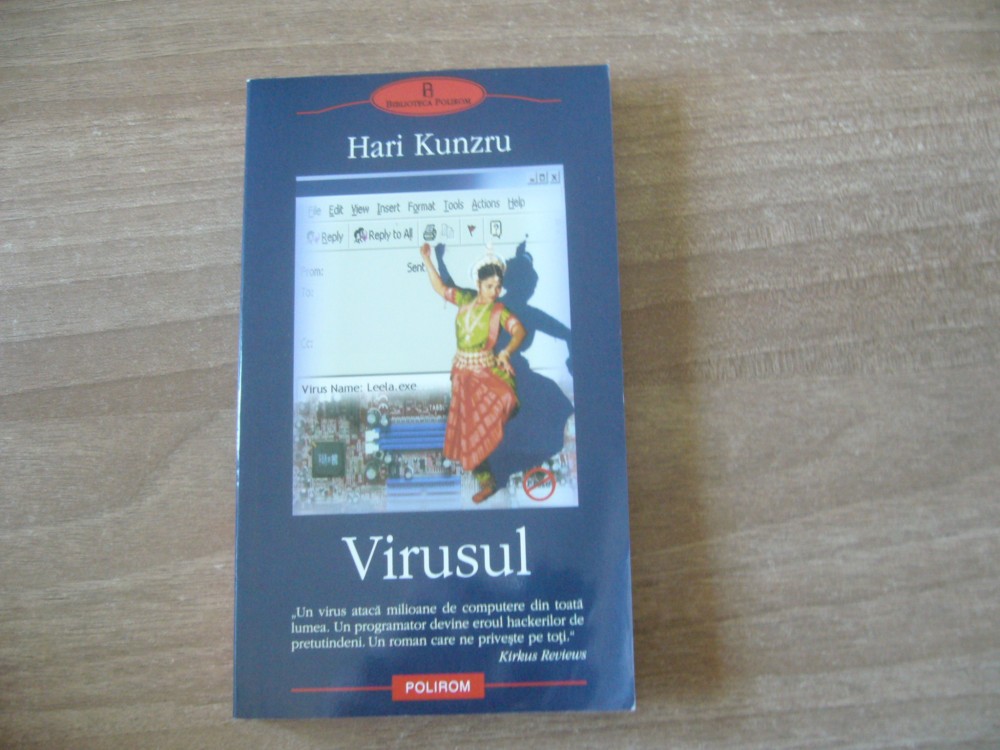 BIBLIOTECA POLIROM
Hari Kunzru
File Edit View Insert Format Tools Actions Help
Reply Reply to All
From: Sent:
To:
Cc:
Virus Name: Leela.exe
Virusul
„Un virus atacă milioane de computere din toată
lumea. Un programator devine eroul hackerilor de
pretutindeni. Un roman care ne privește pe toți.“
Kirkus Reviews
POLIROM